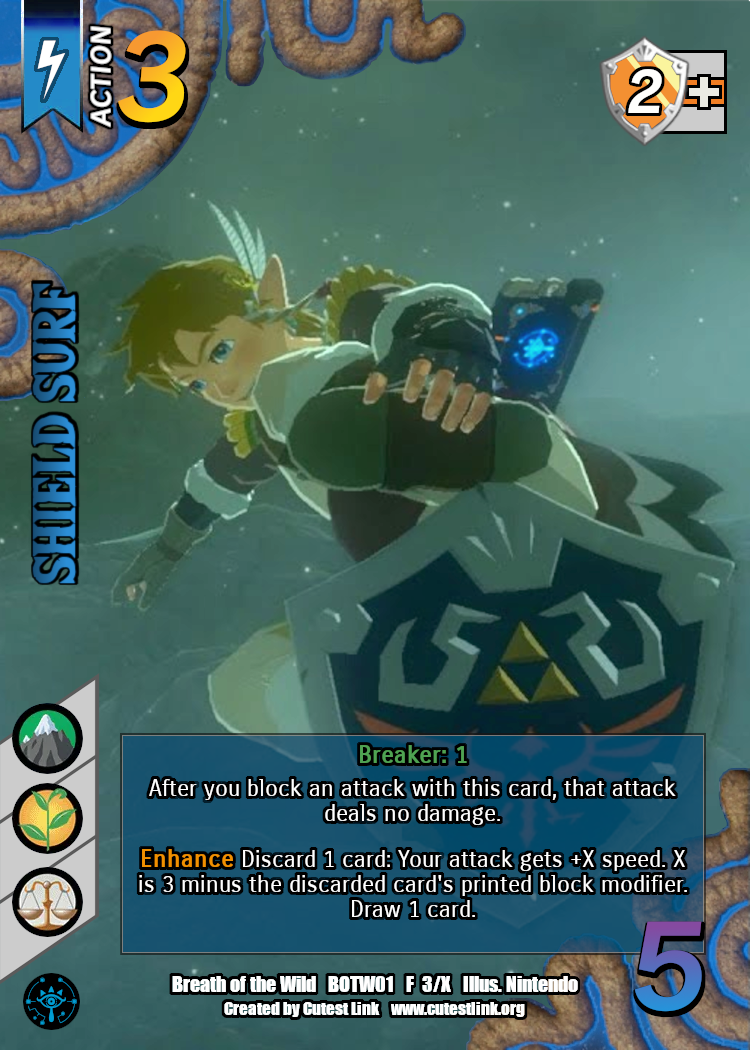 ACTION
3
2 +
SHIELD SURF
Breaker: 1
After you block an attack with this card, that attack
deals no damage.
Enhance Discard 1 card: Your attack gets +X speed. X
is 3 minus the discarded card's printed block modifier.
Draw 1 card.
5
Breath of the Wild BOTW01 F 3/X Illus. Nintendo
Created by Cutest Link www.cutestlink.org